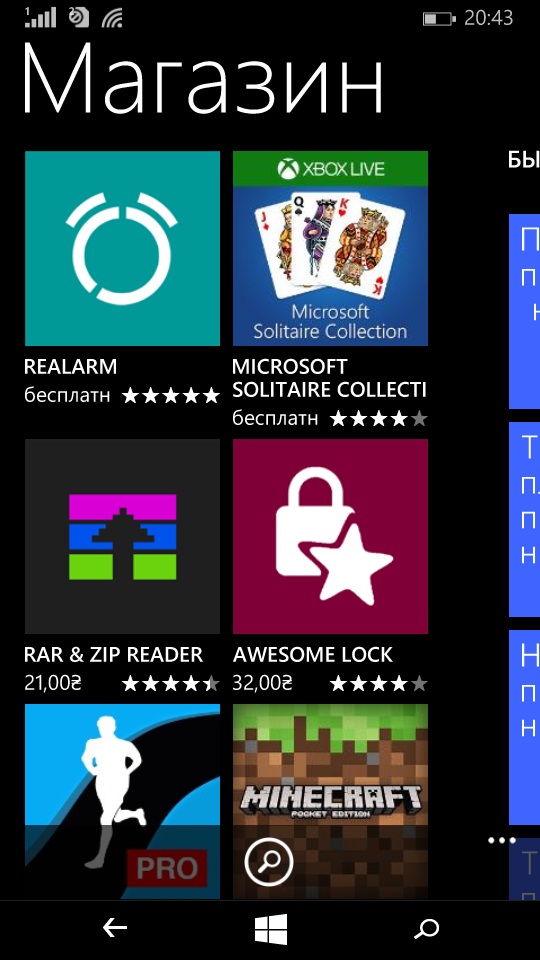 1
20:43
Магазин
XBOX LIVE
J
Q
K
K
Microsoft
Solitaire Collection
REALARM
бесплатн
MICROSOFT
SOLITAIRE COLLECTI
бесплатн
RAR & ZIP READER
21,00₴
AWESOME LOCK
32,00₴
PRO
MINECRAFT
POCKET EDITION
БЫ
П
П
Т
П
Н
Н
П
Н
Т